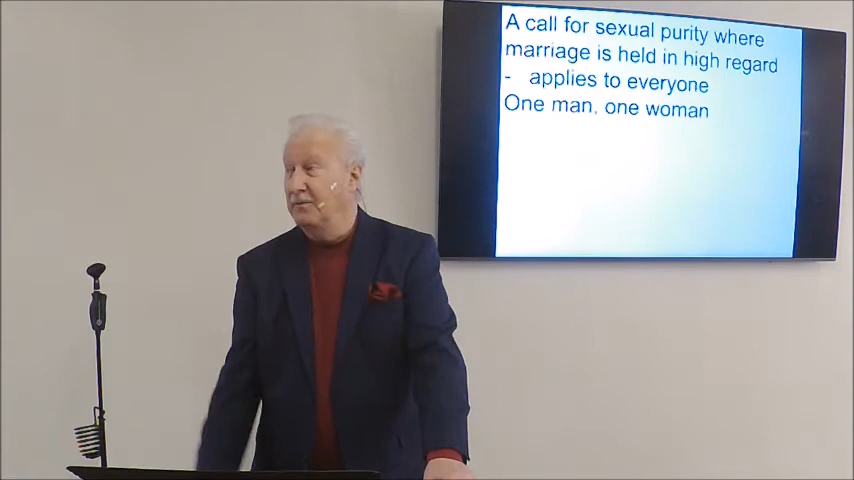 A call for sexual purity where
marriage is held in high regard
- applies to everyone
One man, one woman